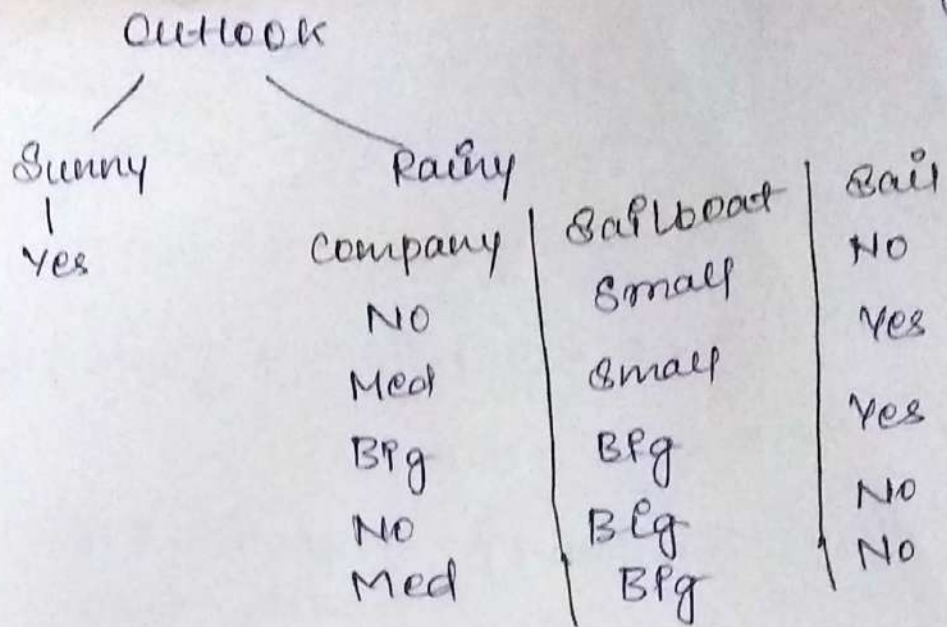 Outlook
Sunny Rainy
Yes
Company Sailboat Sail
No Small No
Med Small Yes
Big Big Yes
No Big No
Med Big No